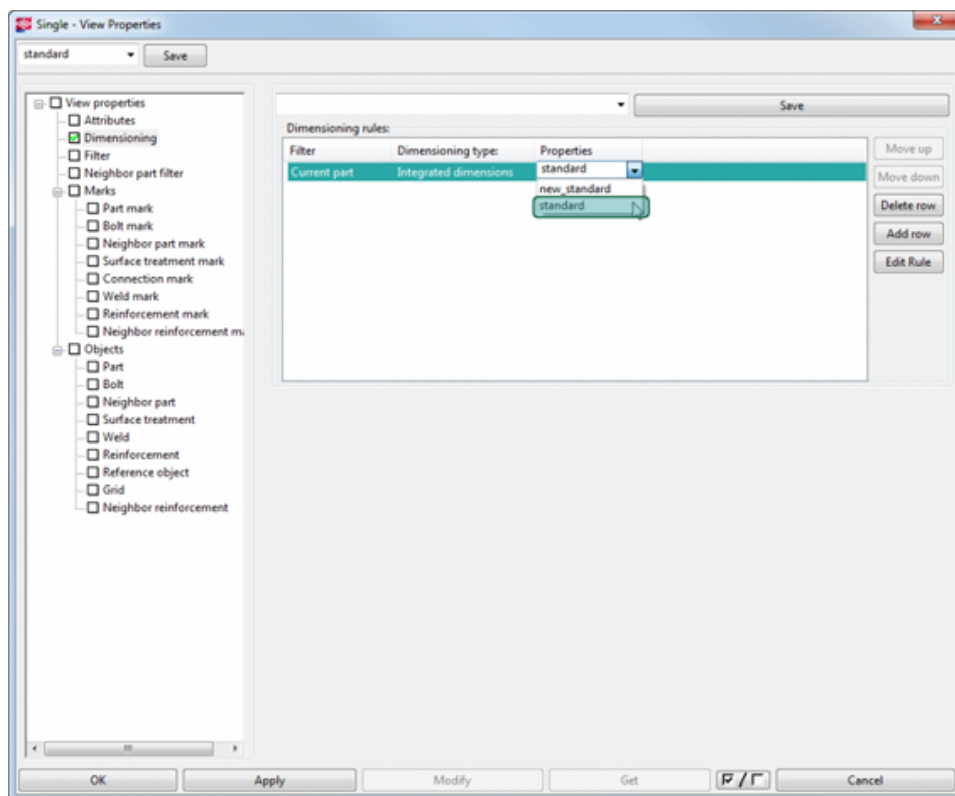 Single - View Properties
standard
Save
View properties
Attributes
Dimensioning
Filter
Neighbor part filter
Marks
Part mark
Bolt mark
Neighbor part mark
Surface treatment mark
Connection mark
Weld mark
Reinforcement mark
Neighbor reinforcement ma
Objects
Part
Bolt
Neighbor part
Surface treatment
Weld
Reinforcement
Reference object
Grid
Neighbor reinforcement
Save
Dimensioning rules:
Filter Dimensioning type: Properties
Current part Integrated dimensions standard
new_standard
standard
Move up
Move down
Delete row
Add row
Edit Rule
OK Apply Modify Get / Cancel